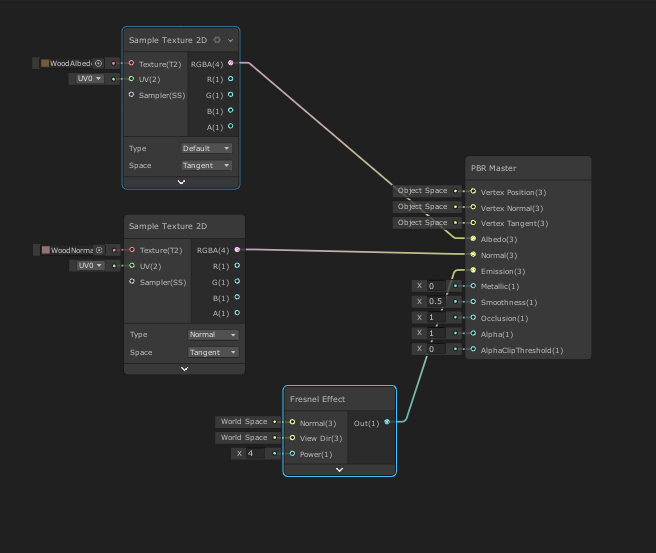 Sample Texture 2D
WoodAlbed
Texture(T2)
RGBA(4)
UV0
UV(2)
R(1)
Sampler(SS)
G(1)
B(1)
A(1)
Type
Default
Space
Tangent
Sample Texture 2D
WoodNorma
Texture(T2)
RGBA(4)
UV0
UV(2)
R(1)
Sampler(SS)
G(1)
B(1)
A(1)
Type
Normal
Space
Tangent
PBR Master
Object Space
Vertex Position(3)
Object Space
Vertex Normal(3)
Object Space
Vertex Tangent(3)
Albedo(3)
Normal(3)
Emission(3)
X 0
Metallic(1)
X 0.5
Smoothness(1)
X 1
Occlusion(1)
X 1
Alpha(1)
X 0
AlphaClipThreshold(1)
Fresnel Effect
World Space
Normal(3)
Out(1)
World Space
View Dir(3)
X 4
Power(1)